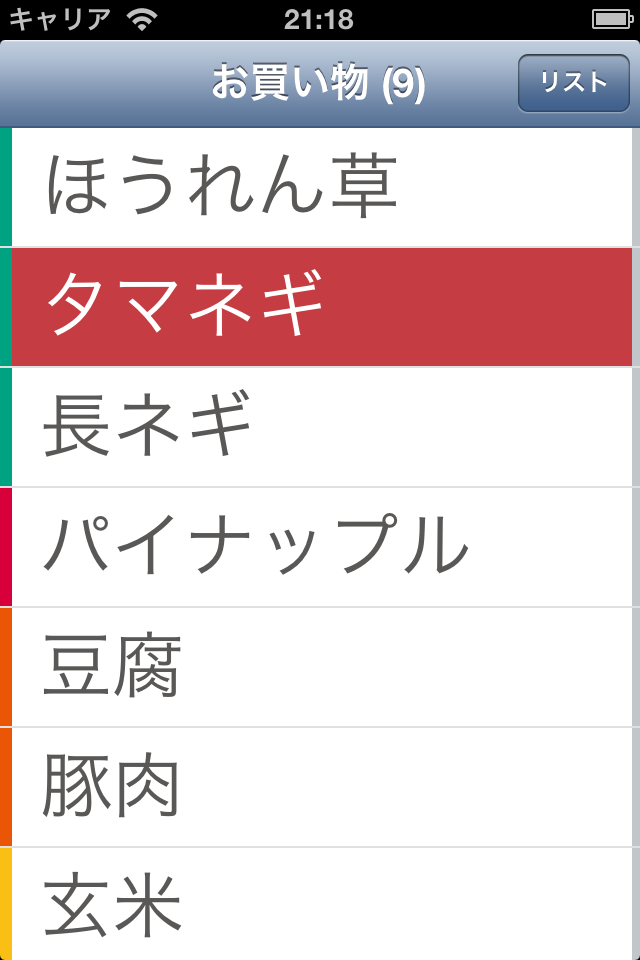 キャリア 21:18
お買い物 (9) リスト
ほうれん草
タマネギ
長ネギ
パイナップル
豆腐
豚肉
玄米